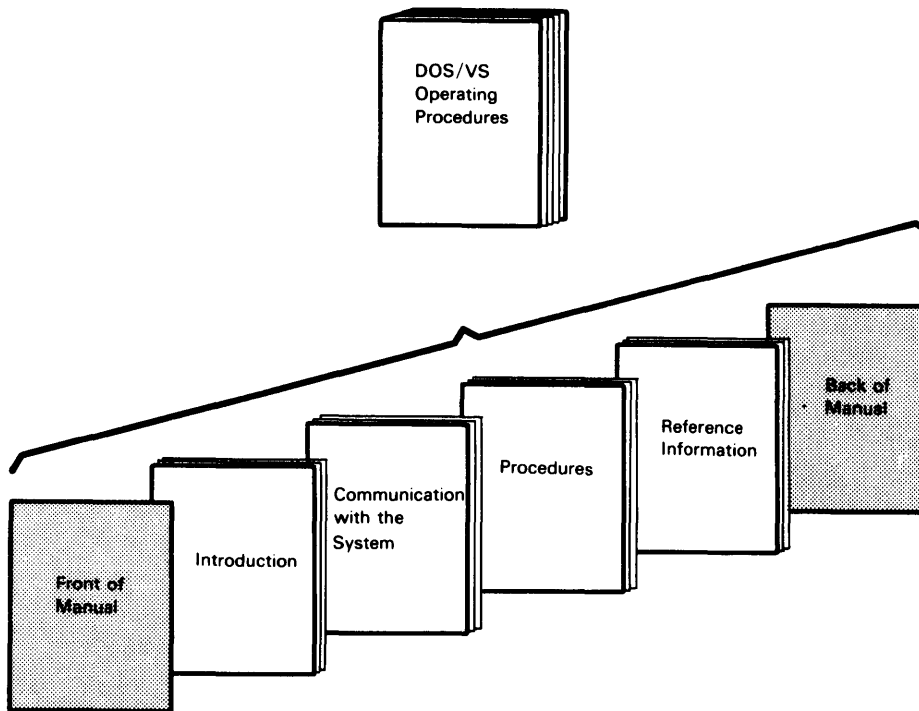 DOS/VS
Operating
Procedures
Front of
Manual
Introduction
Communication
with the
System
Procedures
Reference
Information
Back of
Manual